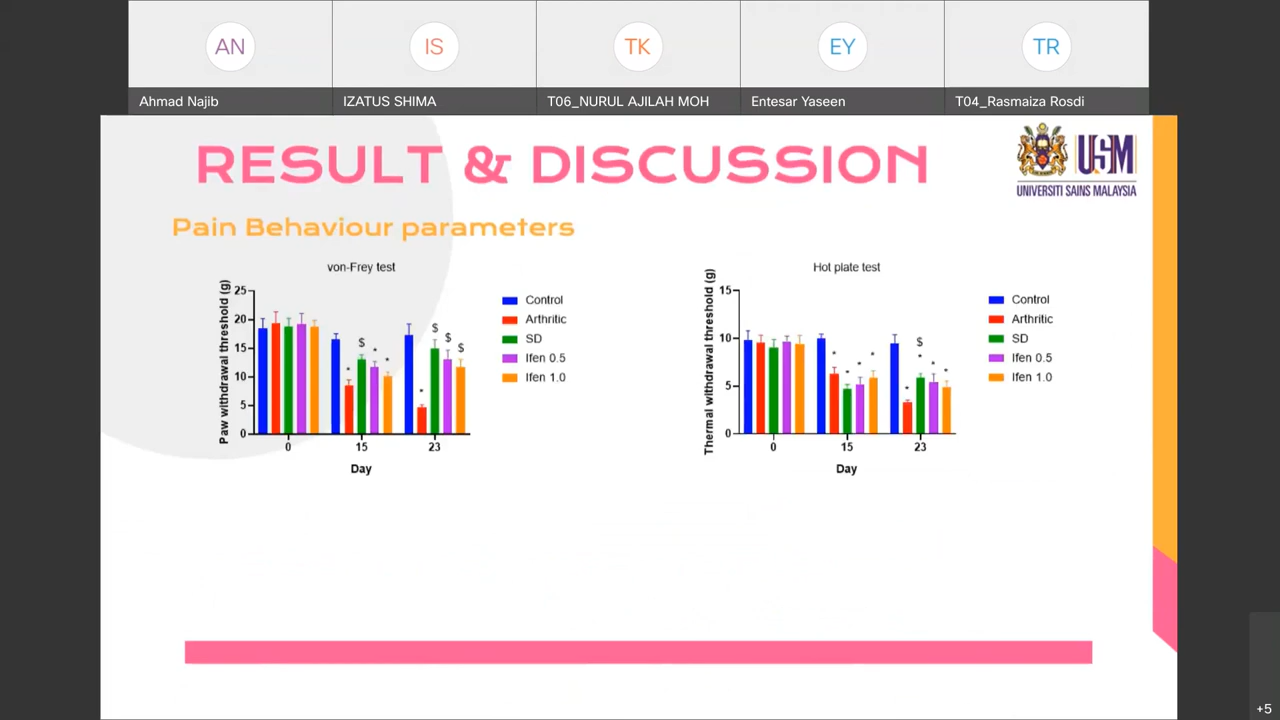 AN
IS
TK
EY
TR
Ahmad Najib
IZATUS SHIMA
T06_NURUL AJILAH MOH
Entesar Yaseen
T04_Rasmaiza Rosdi
RESULT & DISCUSSION
USM
UNIVERSITI SAINS MALAYSIA
Pain Behaviour parameters
von-Frey test
Paw withdrawal threshold (g)
25
20
15
10
5
0
$
*
*
*
$
$
$
*
0
15
23
Day
Control
Arthritic
SD
Ifen 0.5
Ifen 1.0
Hot plate test
Thermal withdrawal threshold (g)
15
10
5
0
*
*
*
*
$
*
*
*
*
0
15
23
Day
Control
Arthritic
SD
Ifen 0.5
Ifen 1.0
+5